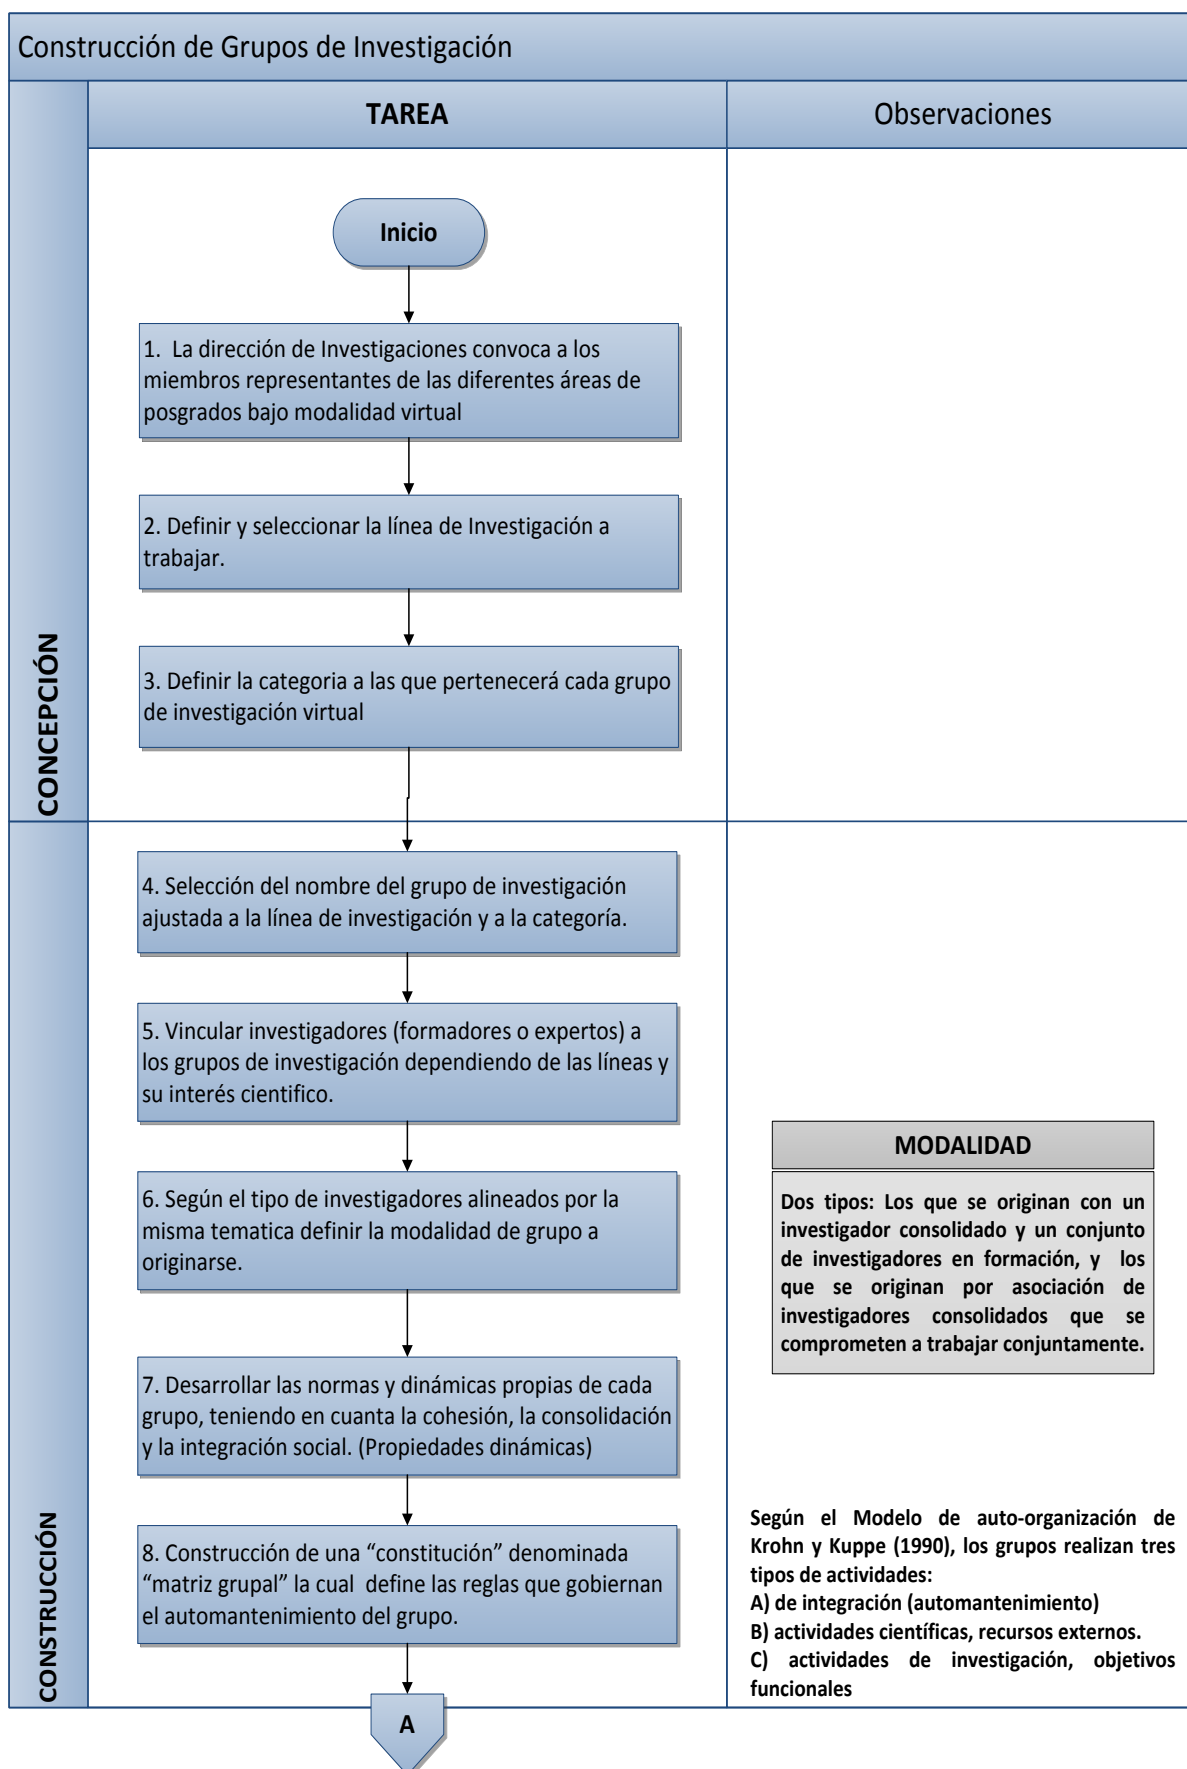 Construcción de Grupos de Investigación
TAREA
Observaciones
CONCEPCIÓN
Inicio
1. La dirección de Investigaciones convoca a los
miembros representantes de las diferentes áreas de
posgrados bajo modalidad virtual
2. Definir y seleccionar la línea de Investigación a
trabajar.
3. Definir la categoria a las que pertenecerá cada grupo
de investigación virtual
CONSTRUCCIÓN
4. Selección del nombre del grupo de investigación
ajustada a la línea de investigación y a la categoría.
5. Vincular investigadores (formadores o expertos) a
los grupos de investigación dependiendo de las líneas y
su interés cientifico.
6. Según el tipo de investigadores alineados por la
misma tematica definir la modalidad de grupo a
originarse.
MODALIDAD
Dos tipos: Los que se originan con un
investigador consolidado y un conjunto
de investigadores en formación, y los
que se originan por asociación de
investigadores consolidados que se
comprometen a trabajar conjuntamente.
7. Desarrollar las normas y dinámicas propias de cada
grupo, teniendo en cuanta la cohesión, la consolidación
y la integración social. (Propiedades dinámicas)
8. Construcción de una “constitución” denominada
“matriz grupal” la cual define las reglas que gobiernan
el automantenimiento del grupo.
Según el Modelo de auto-organización de
Krohn y Kuppe (1990), los grupos realizan tres
tipos de actividades:
A) de integración (automantenimiento)
B) actividades científicas, recursos externos.
C) actividades de investigación, objetivos
funcionales
A